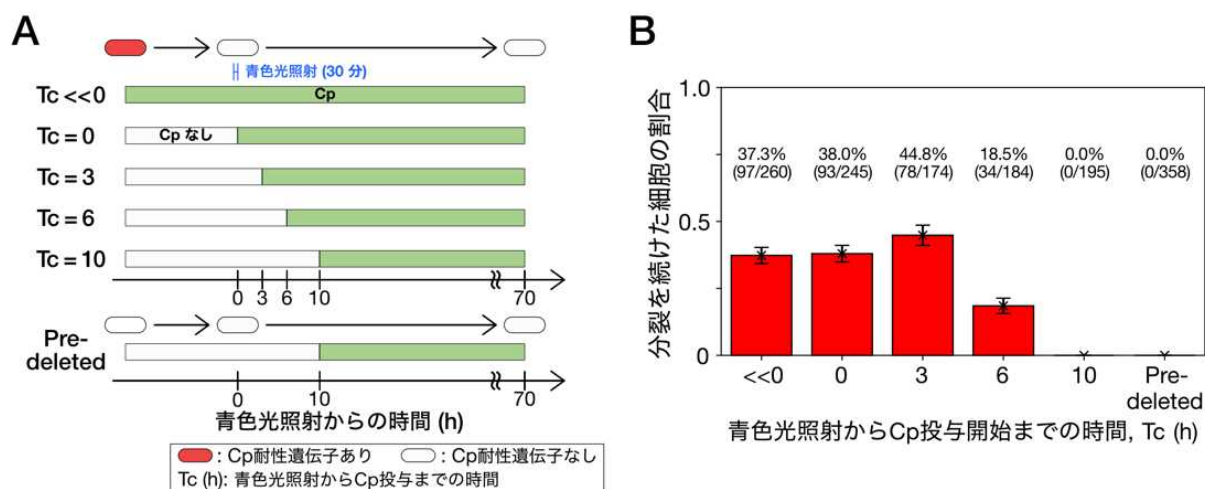 A
青色光照射 (30 分)
Tc <<0
Cp
Tc = 0
Cp なし
Tc = 3
Tc = 6
Tc = 10
0 3 6 10 70
Pre-
deleted
0 10 70
青色光照射からの時間 (h)
: Cp耐性遺伝子あり : Cp耐性遺伝子なし
Tc (h): 青色光照射からCp投与までの時間
B
分裂を続けた細胞の割合
1.0
0.5
0
37.3% 38.0% 44.8% 18.5% 0.0% 0.0%
(97/260) (93/245) (78/174) (34/184) (0/195) (0/358)
<<0 0 3 6 10 Pre-
deleted
青色光照射からCp投与開始までの時間, Tc (h)